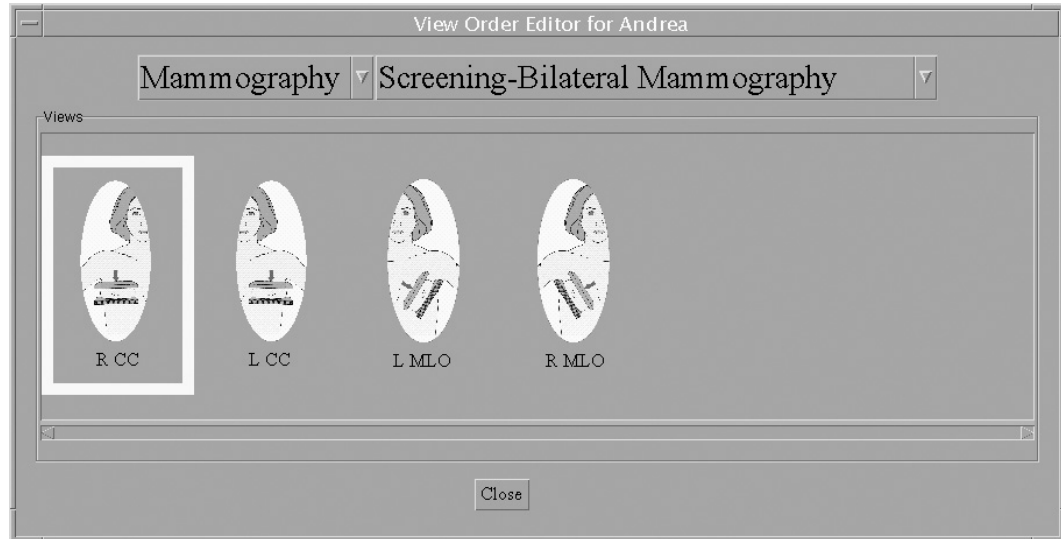 View Order Editor for Andrea
Mammography Screening-Bilateral Mammography
Views
R CC L CC L MLO R MLO
Close